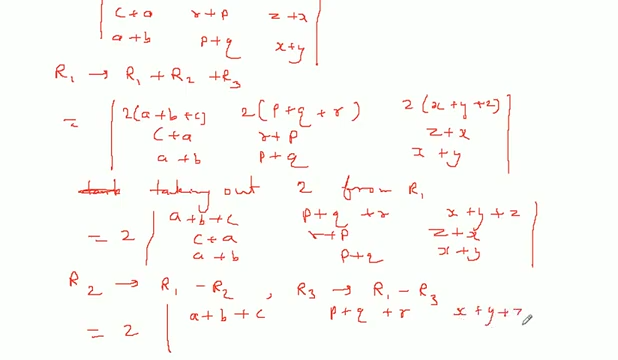 c+a r+p z+x
a+b p+q x+y
R₁ → R₁ + R₂ + R₃
= | 2(a+b+c) 2(p+q+r) 2(x+y+z) |
c+a r+p z+x
a+b p+q x+y
taking out 2 from R₁
= 2 | a+b+c p+q+r x+y+z |
c+a r+p z+x
a+b p+q x+y
R₂ → R₁ - R₂ , R₃ → R₁ - R₃
= 2 | a+b+c p+q+r x+y+z